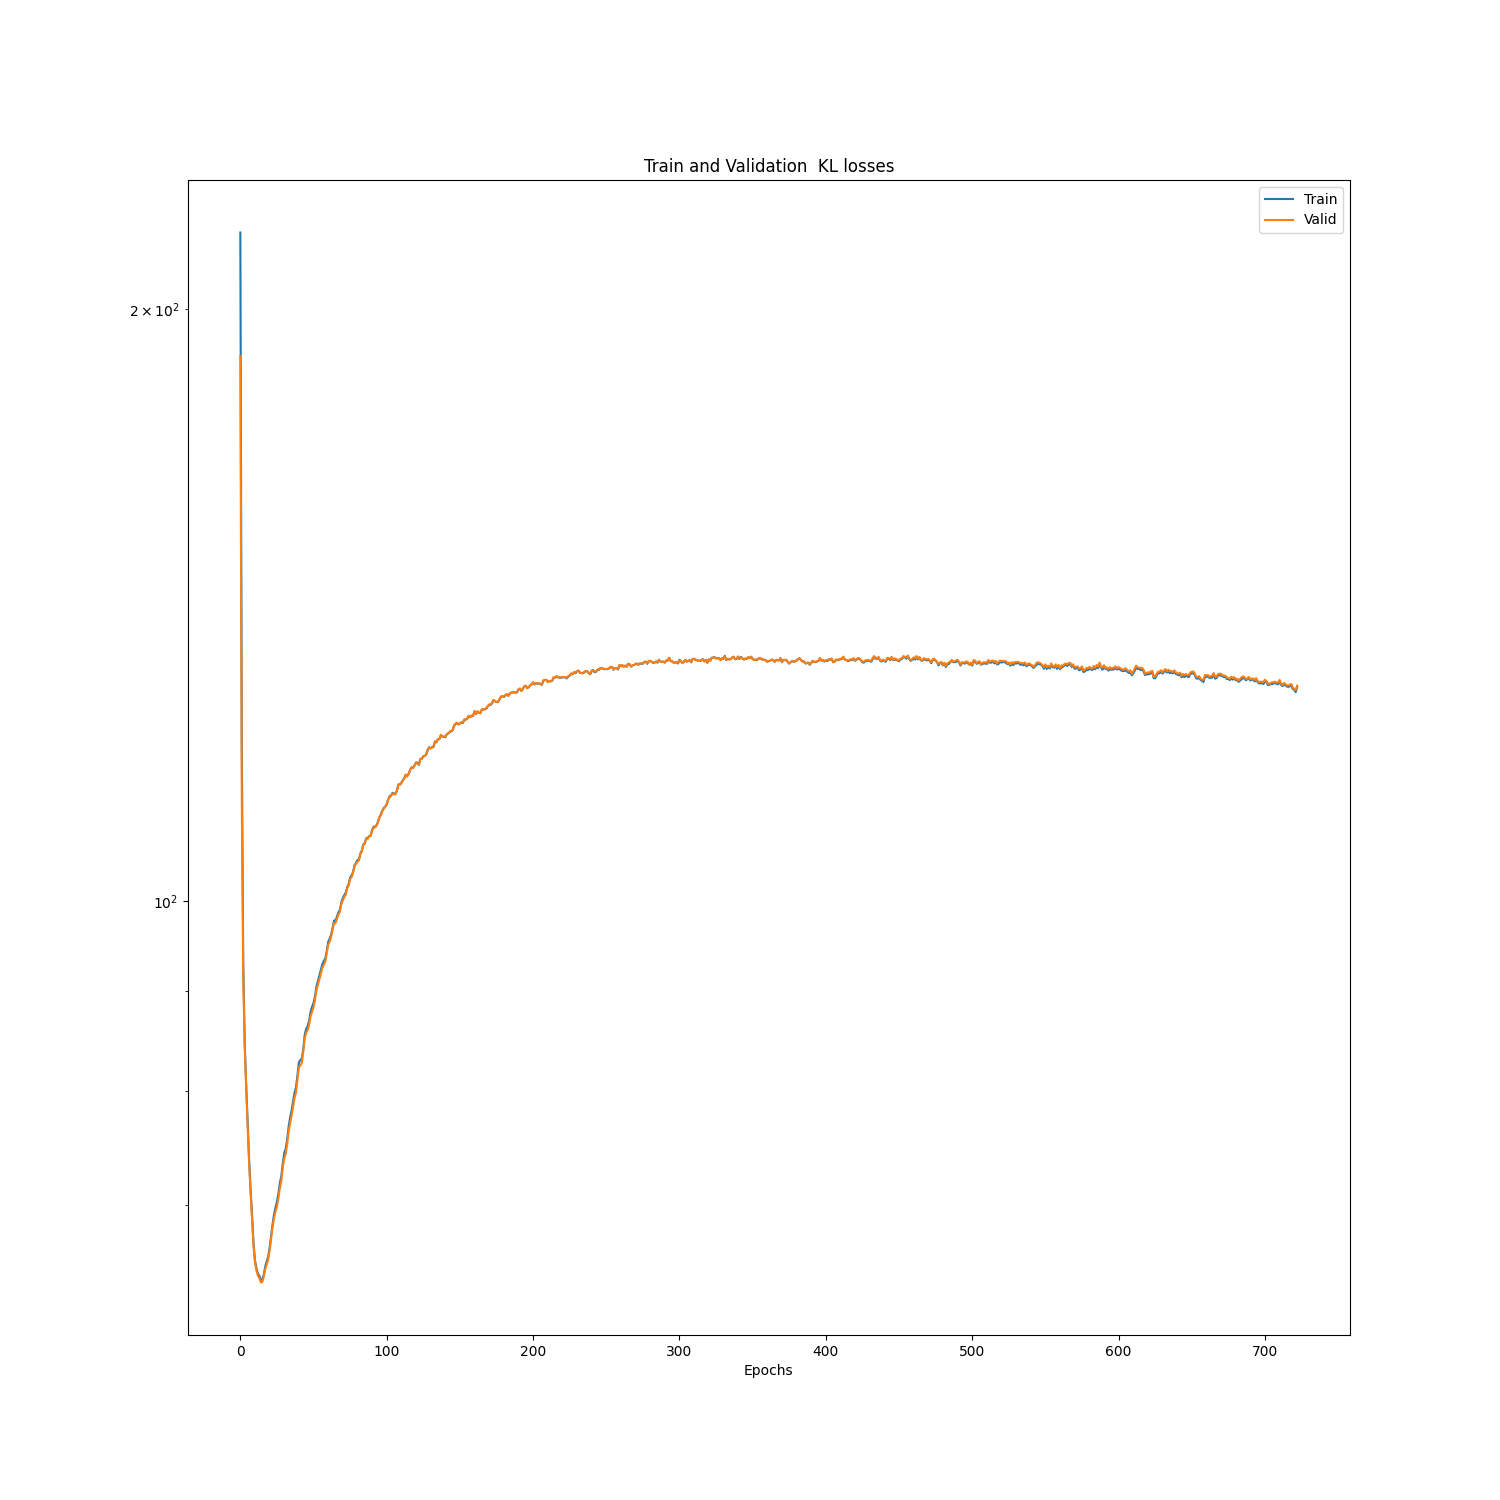 Train and Validation  KL losses
Train
Valid
2 × 10²
10²
0 100 200 300 400 500 600 700
Epochs